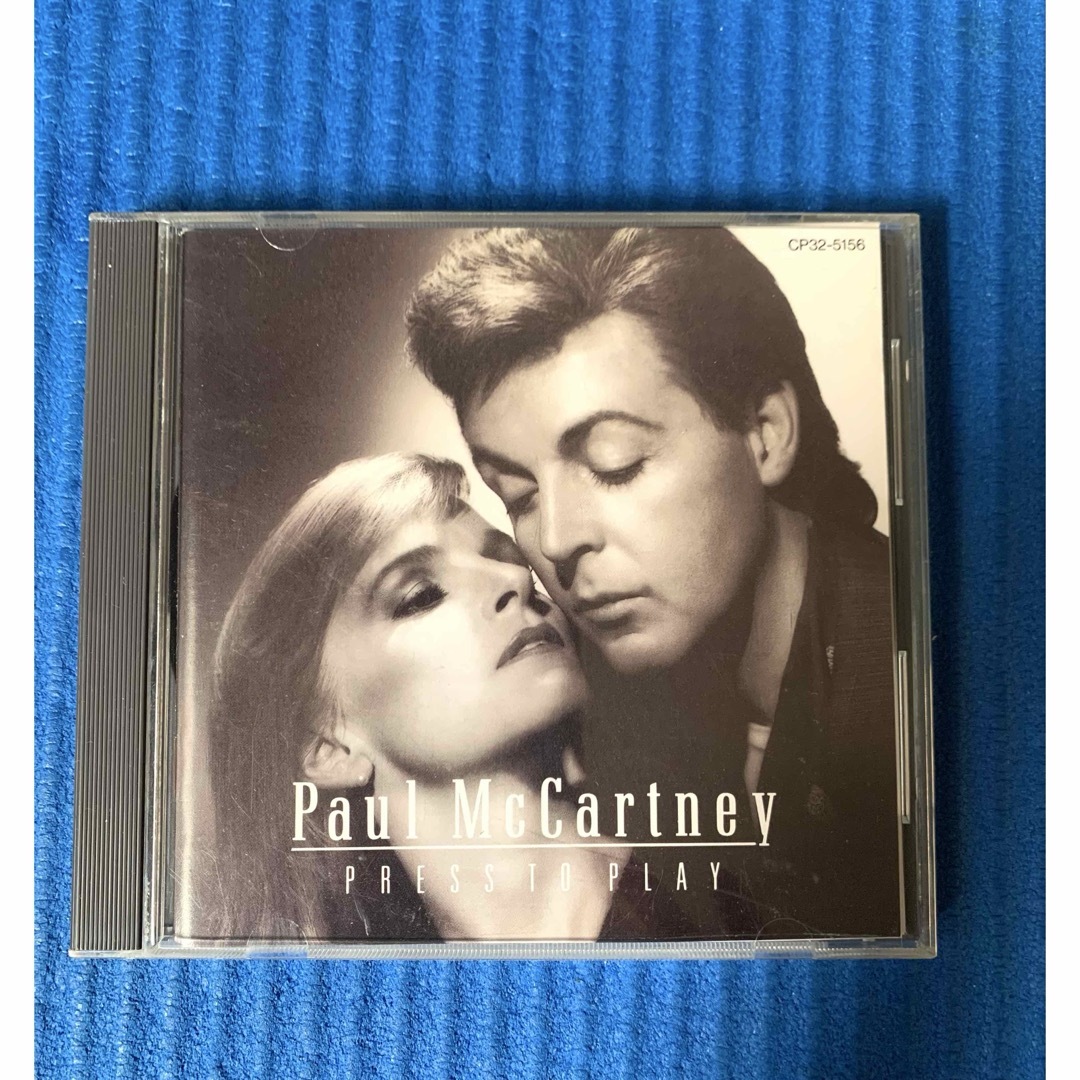 CP32-5156
Paul McCartney
PRESS TO PLAY